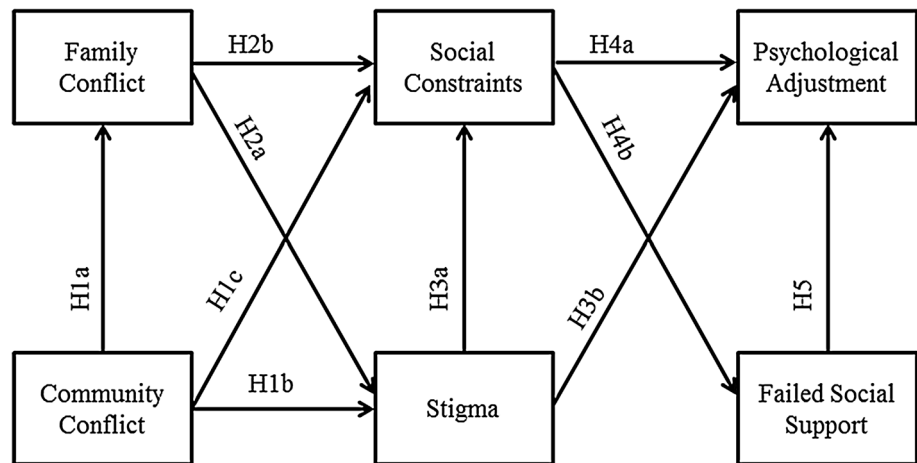 Family
Conflict
H2b
Social
Constraints
H4a
Psychological
Adjustment
H2a
H4b
H1a
H1c
H3a
H3b
H5
Community
Conflict
H1b
Stigma
Failed Social
Support